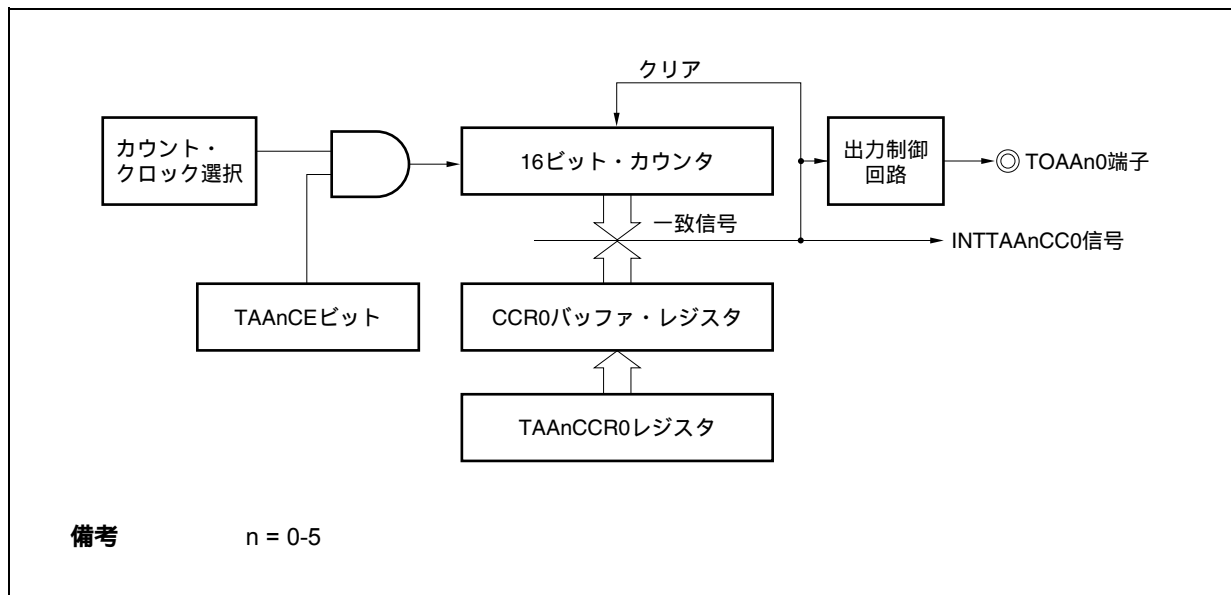 クリア
カウント・
クロック選択
16ビット・カウンタ
出力制御
回路
TOAAn0端子
一致信号
INTTAAnCC0信号
TAAnCEビット
CCR0バッファ・レジスタ
TAAnCCR0レジスタ
備考 n = 0-5